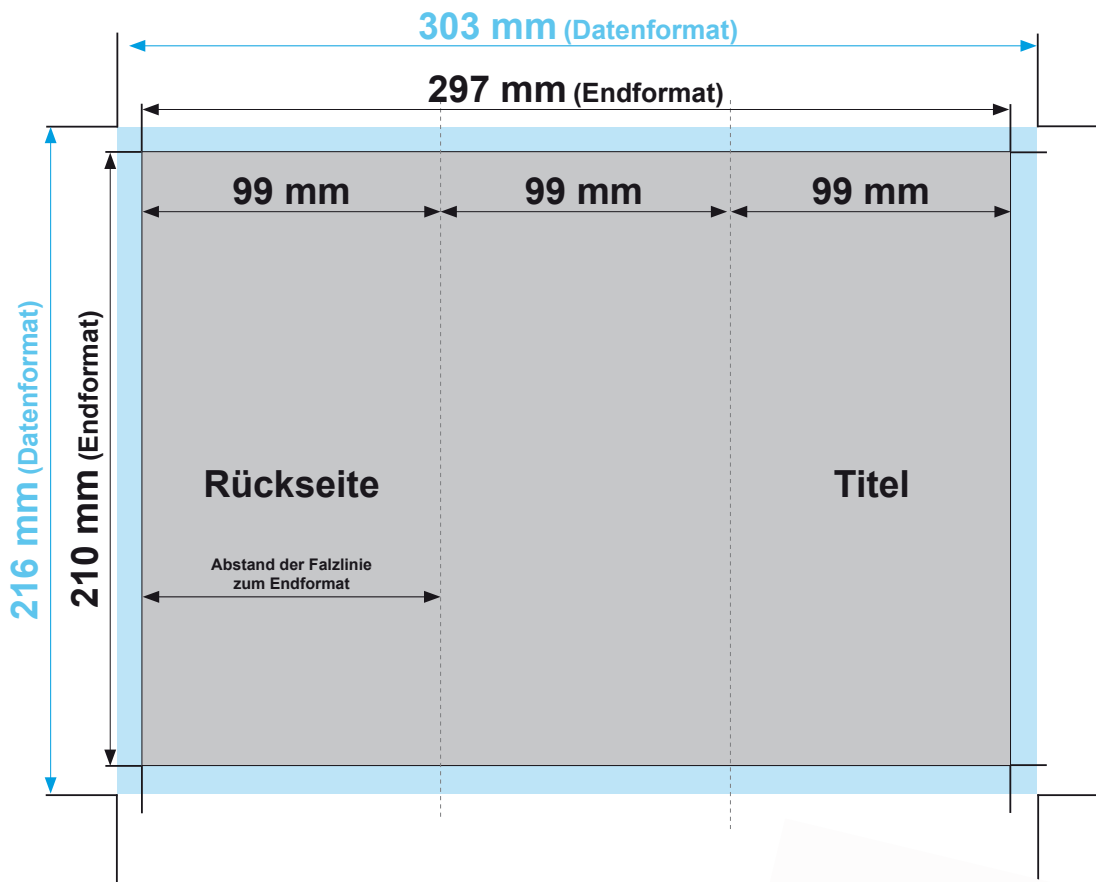 303 mm (Datenformat)
297 mm (Endformat)
99 mm 99 mm 99 mm
216 mm (Datenformat)
210 mm (Endformat)
Rückseite Titel
Abstand der Falzlinie
zum Endformat